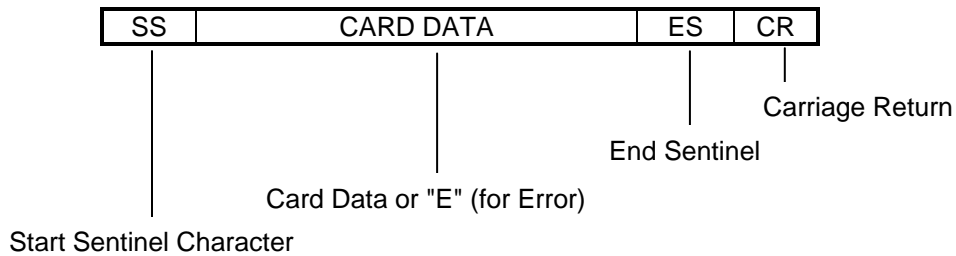 SS CARD DATA ES CR
Carriage Return
End Sentinel
Card Data or "E" (for Error)
Start Sentinel Character